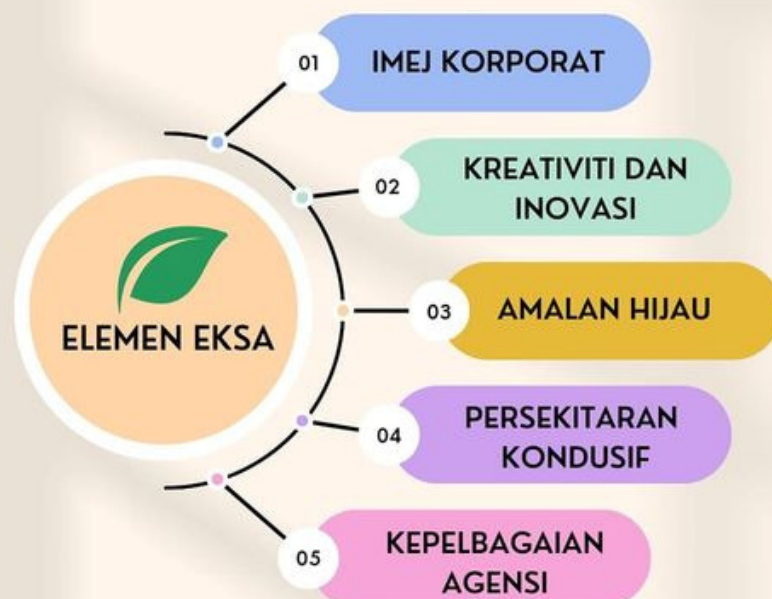 ELEMEN EKSA
01
IMEJ KORPORAT
02
KREATIVITI DAN
INOVASI
03
AMALAN HIJAU
04
PERSEKITARAN
KONDUSIF
05
KEPELBAGAIAN
AGENSI